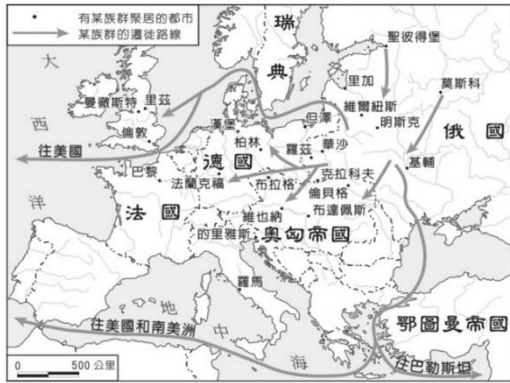 有某族群聚居的都市
某族群的遷徙路線
瑞典
聖彼得堡
大西洋
里加
莫斯科
曼徹斯特
里茲
維爾紐斯
漢堡
但澤
明斯克
俄國
倫敦
柏林
華沙
羅茲
往美國
德國
基輔
巴黎
克拉科夫
法蘭克福
布拉格
倫貝格
法國
維也納
布達佩斯
的里雅斯
奧匈帝國
羅馬
地中海
鄂圖曼帝國
往美國和南美洲
往巴勒斯坦
0 500 公里